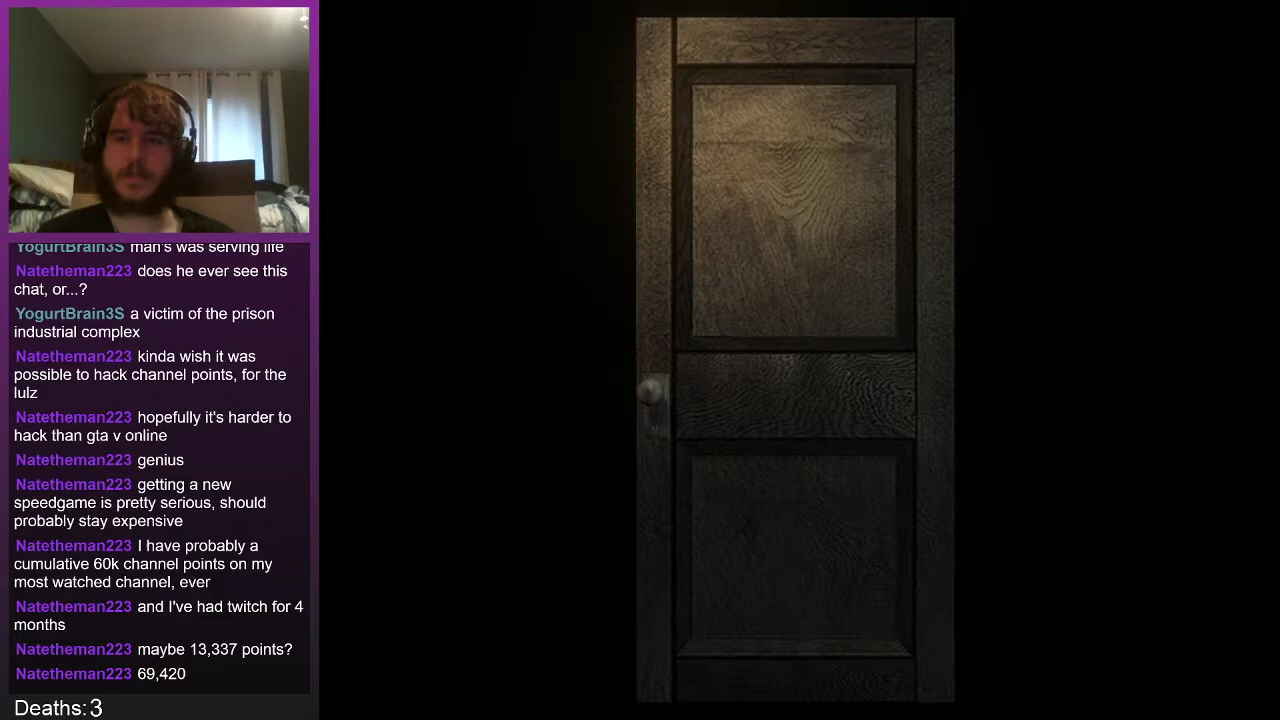 YogurtBrain3S man's was serving life
Natetheman223 does he ever see this
chat, or...?
YogurtBrain3S a victim of the prison
industrial complex
Natetheman223 kinda wish it was
possible to hack channel points, for the
lulz
Natetheman223 hopefully it's harder to
hack than gta v online
Natetheman223 genius
Natetheman223 getting a new
speedgame is pretty serious, should
probably stay expensive
Natetheman223 I have probably a
cumulative 60k channel points on my
most watched channel, ever
Natetheman223 and I've had twitch for 4
months
Natetheman223 maybe 13,337 points?
Natetheman223 69,420
Deaths:3